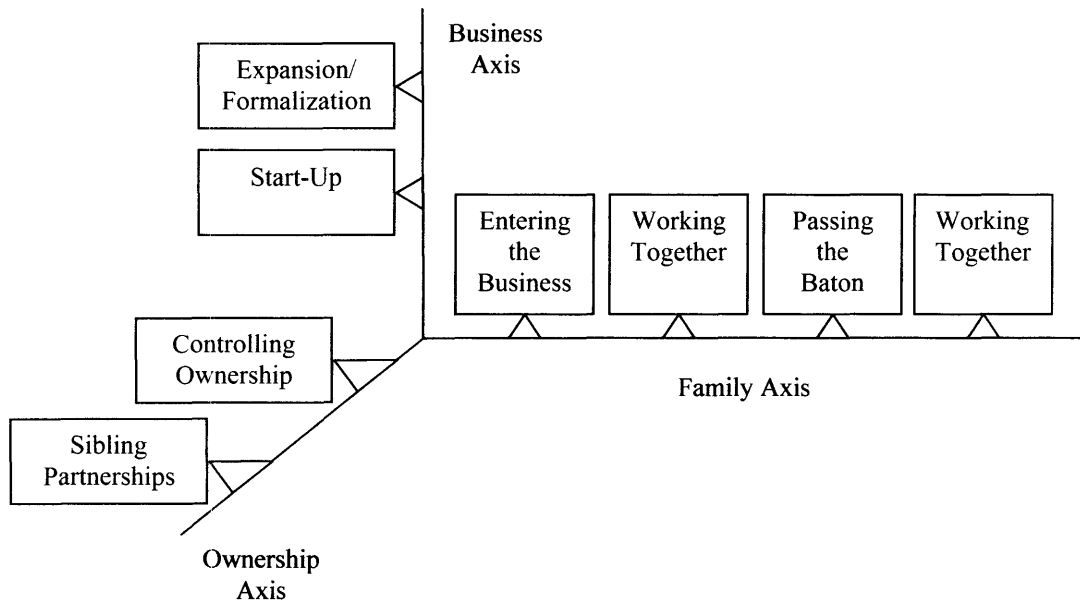 Business
Axis
Expansion/
Formalization
Start-Up
Entering
the
Business
Working
Together
Passing
the
Baton
Working
Together
Controlling
Ownership
Family Axis
Sibling
Partnerships
Ownership
Axis